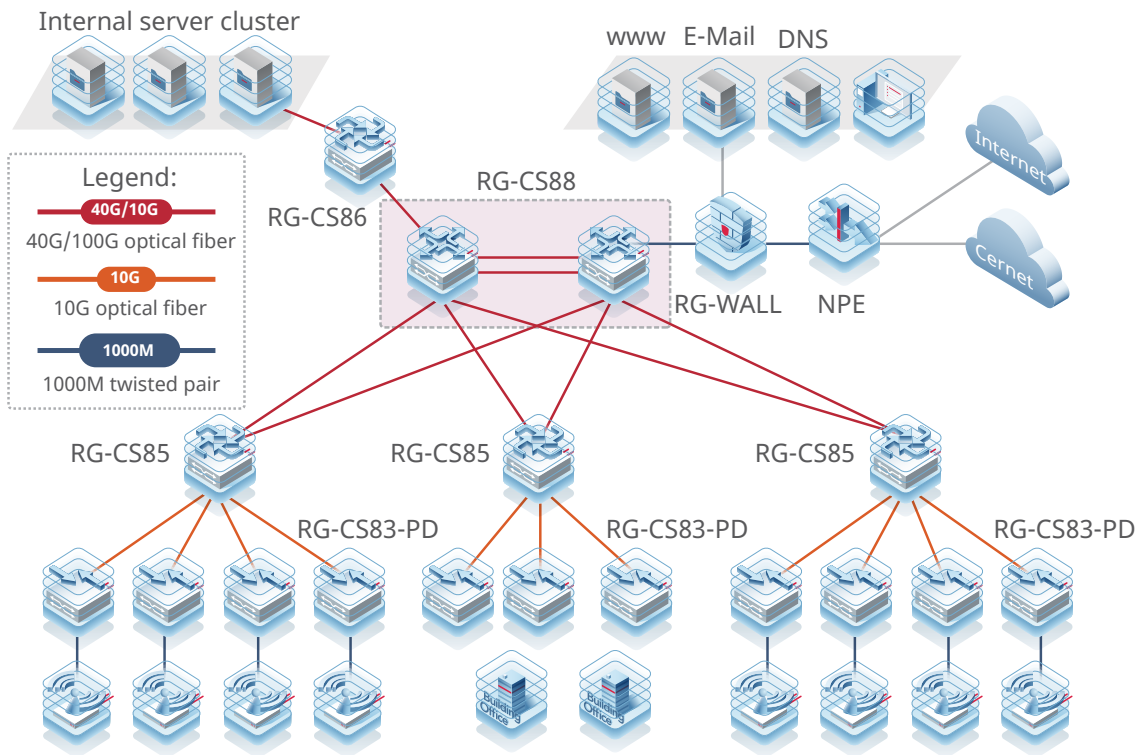 Internal server cluster
www E-Mail DNS
Internet
Legend:
40G/10G
40G/100G optical fiber
10G
10G optical fiber
1000M
1000M twisted pair
RG-CS86
RG-CS88
RG-WALL
NPE
Cernet
RG-CS85
RG-CS85
RG-CS85
RG-CS83-PD
RG-CS83-PD
RG-CS83-PD
Building
Office
Building
Office